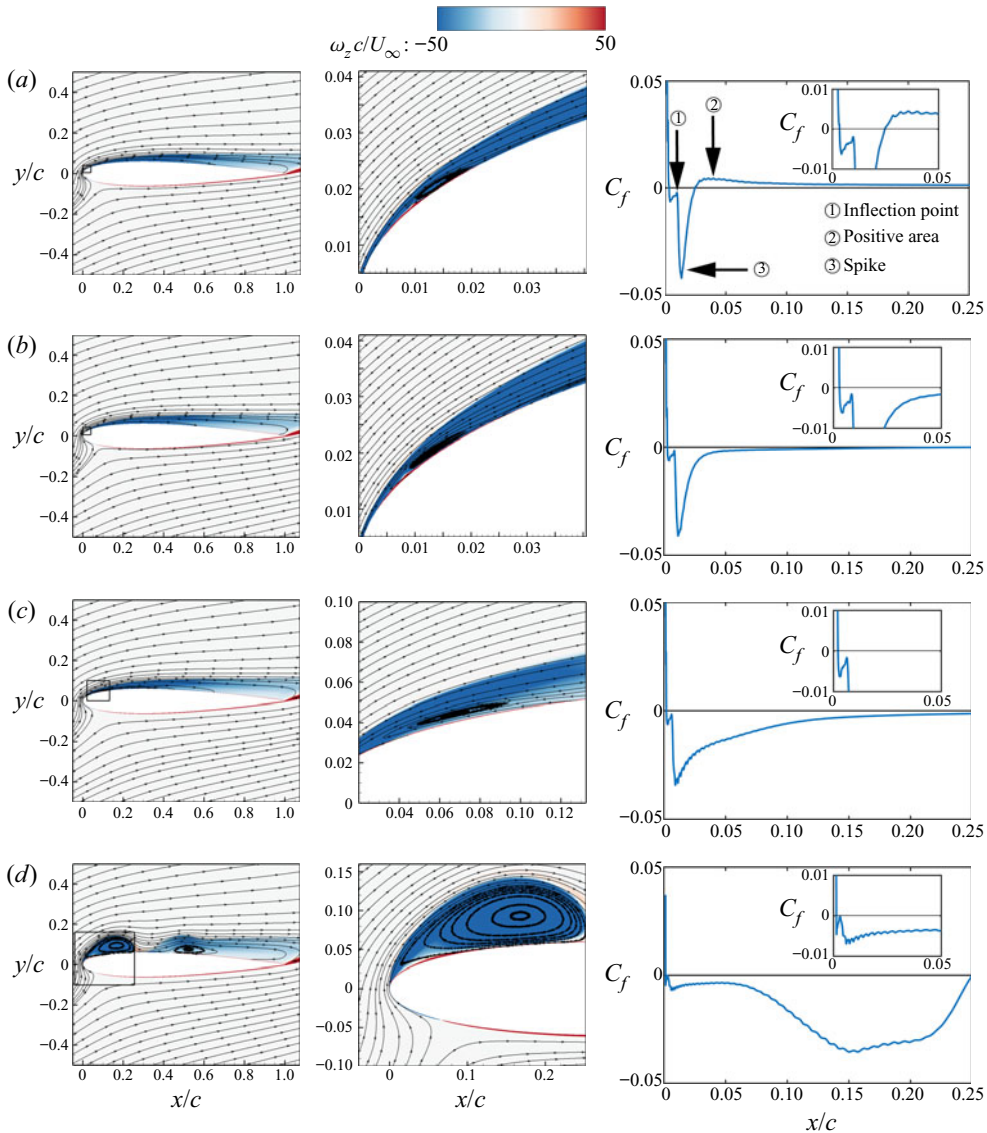 ω_z c/U_∞: −50 50
(a)
0.4
0.2
y/c 0
−0.2
−0.4
0 0.2 0.4 0.6 0.8 1.0
0.04
0.03
0.02
0.01
0 0.01 0.02 0.03
0.05
C_f 0
−0.05
0 0.05 0.10 0.15 0.20 0.25
① ②
③
① Inflection point
② Positive area
③ Spike
0.01
C_f 0
−0.01
0 0.05
(b)
0.4
0.2
y/c 0
−0.2
−0.4
0 0.2 0.4 0.6 0.8 1.0
0.04
0.03
0.02
0.01
0 0.01 0.02 0.03
0.05
C_f 0
−0.05
0 0.05 0.10 0.15 0.20 0.25
0.01
C_f 0
−0.01
0 0.05
(c)
0.4
0.2
y/c 0
−0.2
−0.4
0 0.2 0.4 0.6 0.8 1.0
0.10
0.08
0.06
0.04
0.02
0
0.04 0.06 0.08 0.10 0.12
0.05
C_f 0
−0.05
0 0.05 0.10 0.15 0.20 0.25
0.01
C_f 0
−0.01
0 0.05
(d)
0.4
0.2
y/c 0
−0.2
−0.4
0 0.2 0.4 0.6 0.8 1.0
x/c
0.15
0.10
0.05
0
−0.05
−0.10
0 0.1 0.2
x/c
0.05
C_f 0
−0.05
0 0.05 0.10 0.15 0.20 0.25
x/c
0.01
C_f 0
−0.01
0 0.05